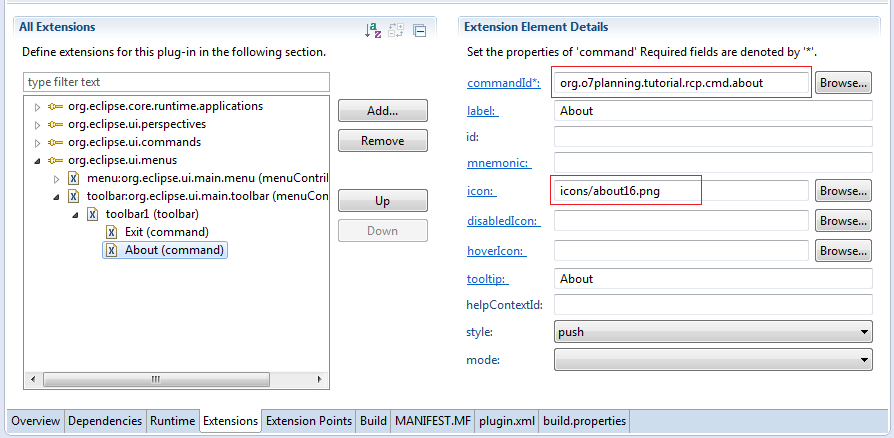 All Extensions
Define extensions for this plug-in in the following section.
type filter text
org.eclipse.core.runtime.applications
org.eclipse.ui.perspectives
org.eclipse.ui.commands
org.eclipse.ui.menus
menu:org.eclipse.ui.main.menu (menuContril
toolbar:org.eclipse.ui.main.toolbar (menuCon
toolbar1 (toolbar)
Exit (command)
About (command)
Add...
Remove
Up
Down
Extension Element Details
Set the properties of 'command' Required fields are denoted by '*'.
commandId*: org.o7planning.tutorial.rcp.cmd.about Browse...
label: About
id:
mnemonic:
icon: icons/about16.png Browse...
disabledIcon: Browse...
hoverIcon: Browse...
tooltip: About
helpContextId:
style: push
mode:
Overview Dependencies Runtime Extensions Extension Points Build MANIFEST.MF plugin.xml build.properties